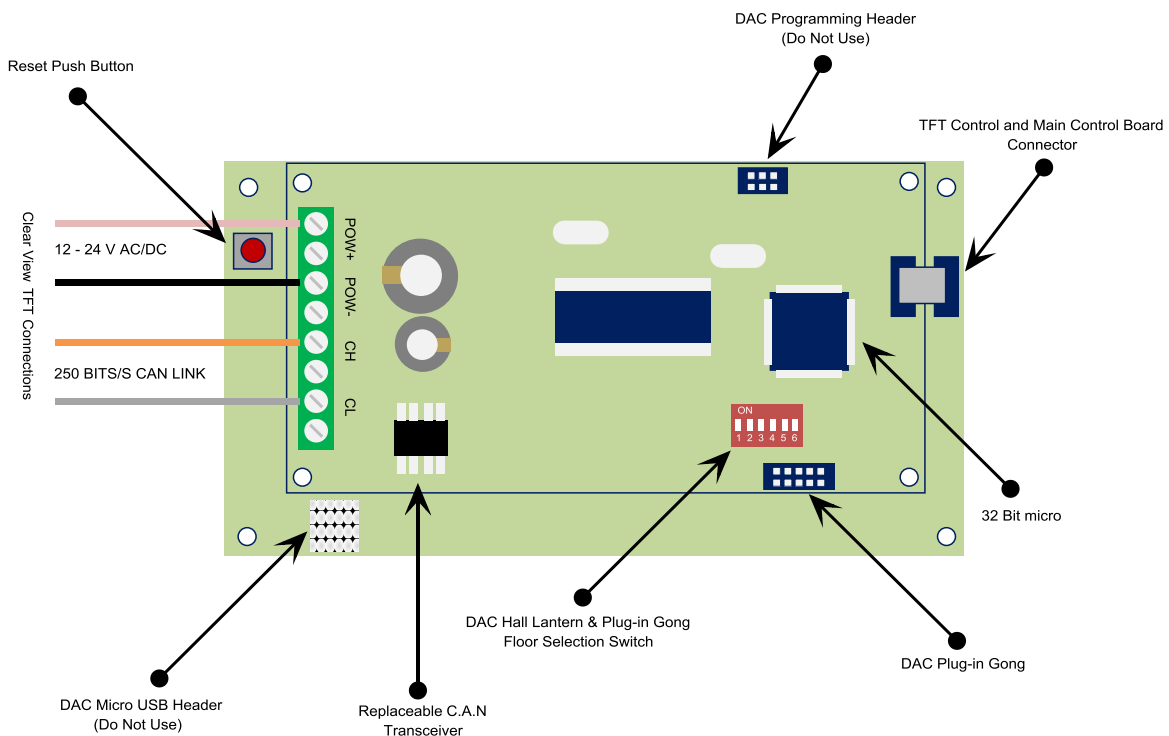 DAC Programming Header
(Do Not Use)
Reset Push Button
TFT Control and Main Control Board
Connector
Clear View TFT Connections
12 - 24 V AC/DC
250 BITS/S CAN LINK
POW+
POW-
CH
CL
ON
1 2 3 4 5 6
32 Bit micro
DAC Hall Lantern & Plug-in Gong
Floor Selection Switch
DAC Plug-in Gong
DAC Micro USB Header
(Do Not Use)
Replaceable C.A.N
Transceiver